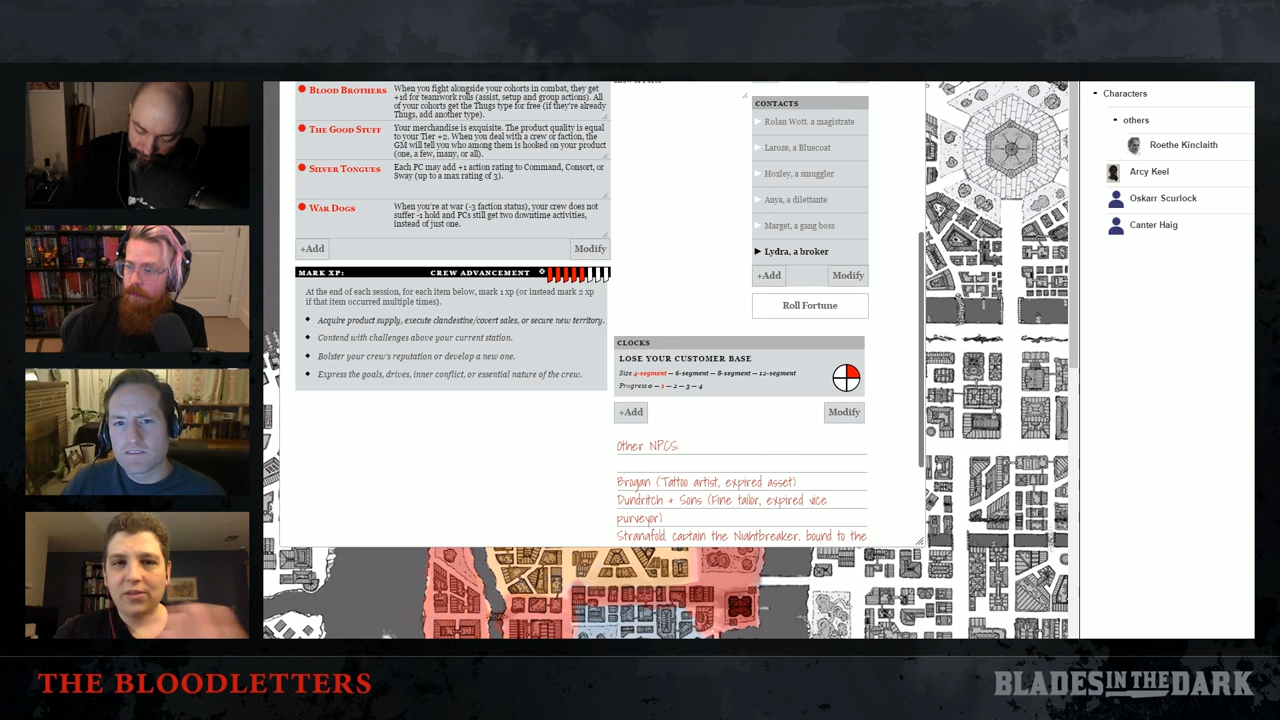 BLOOD BROTHERS
When you fight alongside your cohorts in combat, they get
+1d for teamwork rolls (assist, setup and group actions). All
of your cohorts get the Thugs type for free (if they're already
Thugs, add another type).
THE GOOD STUFF
Your merchandise is exquisite. The product quality is equal
to your Tier +2. When you deal with a crew or faction, the
GM will tell you who among them is hooked on your product
(one, a few, many, or all).
SILVER TONGUES
Each PC may add +1 action rating to Command, Consort, or
Sway (up to a max rating of 3).
WAR DOGS
When you're at war (-3 faction status), your crew does not
suffer -1 hold and PCs still get two downtime activities,
instead of just one.
+Add
Modify
MARK XP:
CREW ADVANCEMENT
At the end of each session, for each item below, mark 1 xp (or instead mark 2 xp
if that item occurred multiple times).
Acquire product supply, execute clandestine/covert sales, or secure new territory.
Contend with challenges above your current station.
Bolster your crew's reputation or develop a new one.
Express the goals, drives, inner conflict, or essential nature of the crew.
CONTACTS
Rolan Wott, a magistrate
Laroze, a Bluecoat
Hoxley, a smuggler
Anya, a dilettante
Marget, a gang boss
Lydra, a broker
+Add
Modify
Roll Fortune
CLOCKS
LOSE YOUR CUSTOMER BASE
Size 4-segment — 6-segment — 8-segment — 12-segment
Progress 0 — 1 — 2 — 3 — 4
+Add
Modify
Other NPCs:
Brogan (Tattoo artist, expired asset)
Dundritch + Sons (Fine tailor, expired vice
purveyor)
Strangfold, captain the Nightbreaker, bound to the
Characters
others
Roethe Kinclaith
Arcy Keel
Oskarr Scurlock
Canter Haig
THE BLOODLETTERS
BLADES IN THE DARK